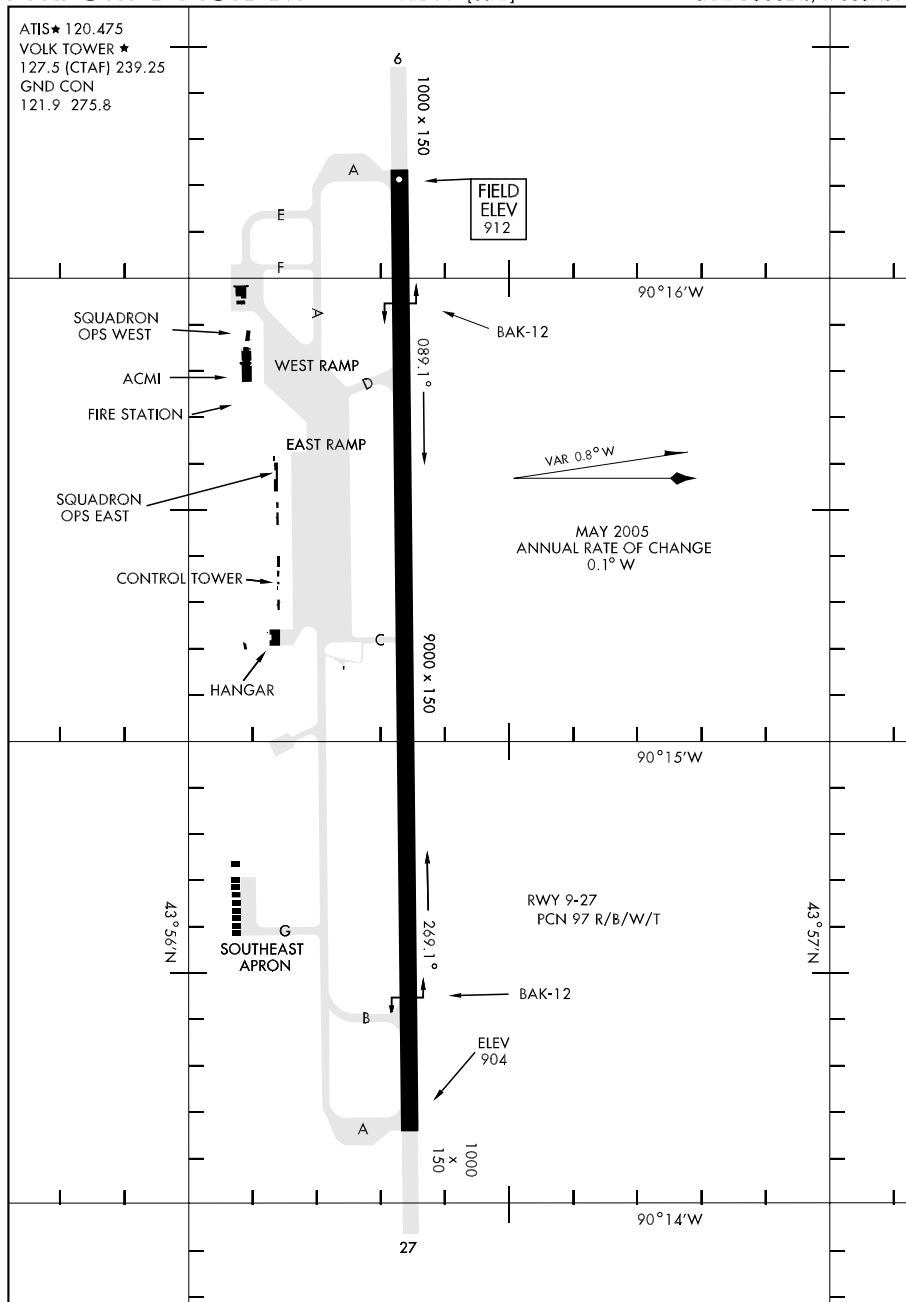 ATIS★ 120.475
VOLK TOWER ★
127.5 (CTAF) 239.25
GND CON
121.9 275.8
6
1000 x 150
A
FIELD
ELEV
912
E
F
90°16'W
A
BAK-12
SQUADRON
OPS WEST
089.1°
WEST RAMP
ACMI
D
FIRE STATION
EAST RAMP
VAR 0.8°W
SQUADRON
OPS EAST
MAY 2005
ANNUAL RATE OF CHANGE
0.1°W
CONTROL TOWER
C
9000 x 150
HANGAR
90°15'W
43°56'N
RWY 9-27
PCN 97 R/B/W/T
43°57'N
269.1°
G
SOUTHEAST
APRON
BAK-12
B
ELEV
904
A
1000
x
150
90°14'W
27